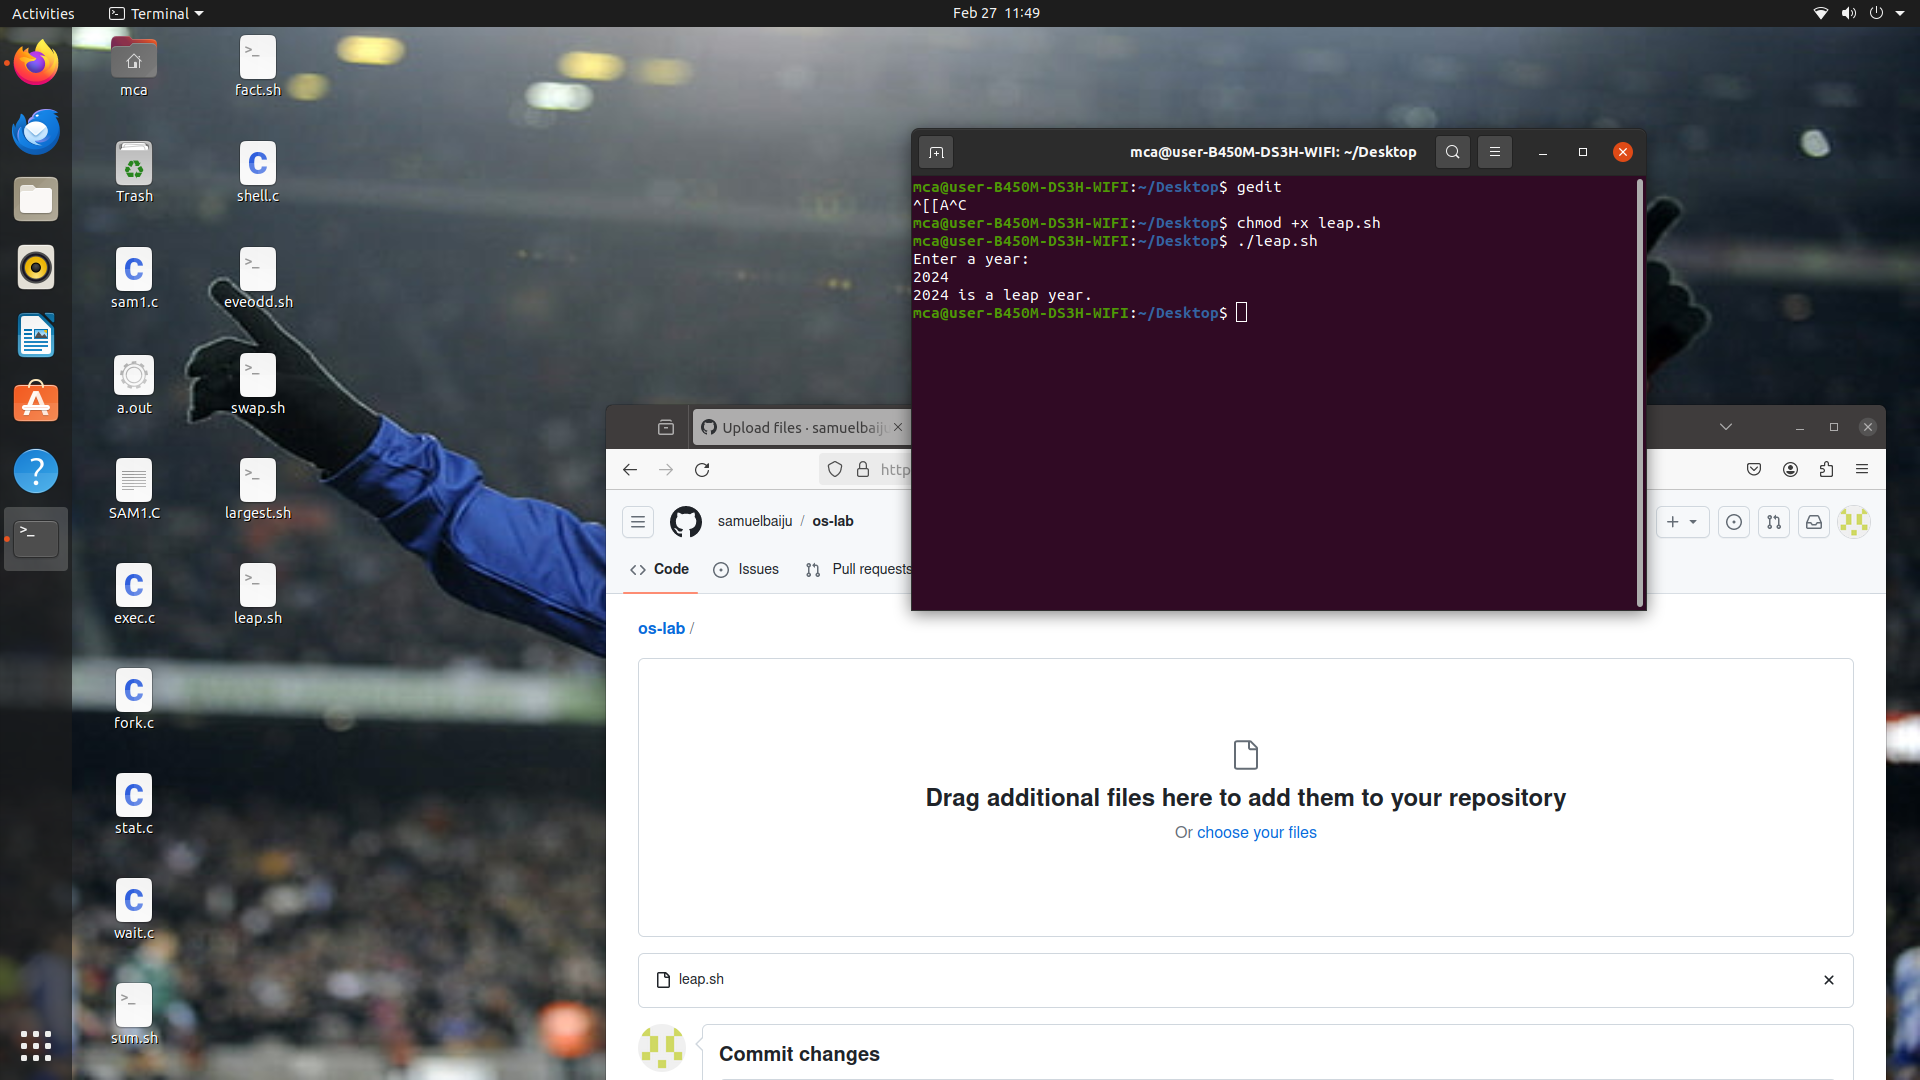 Activities
Terminal
Feb 27 11:49
mca
fact.sh
Trash
shell.c
sam1.c
eveodd.sh
a.out
swap.sh
SAM1.C
largest.sh
exec.c
leap.sh
fork.c
stat.c
wait.c
sum.sh
mca@user-B450M-DS3H-WIFI: ~/Desktop
mca@user-B450M-DS3H-WIFI:~/Desktop$ gedit
^[[A^C
mca@user-B450M-DS3H-WIFI:~/Desktop$ chmod +x leap.sh
mca@user-B450M-DS3H-WIFI:~/Desktop$ ./leap.sh
Enter a year:
2024
2024 is a leap year.
mca@user-B450M-DS3H-WIFI:~/Desktop$
Upload files · samuelbaiju
http
samuelbaiju / os-lab
Code Issues Pull requests
os-lab /
Drag additional files here to add them to your repository
Or choose your files
leap.sh
Commit changes